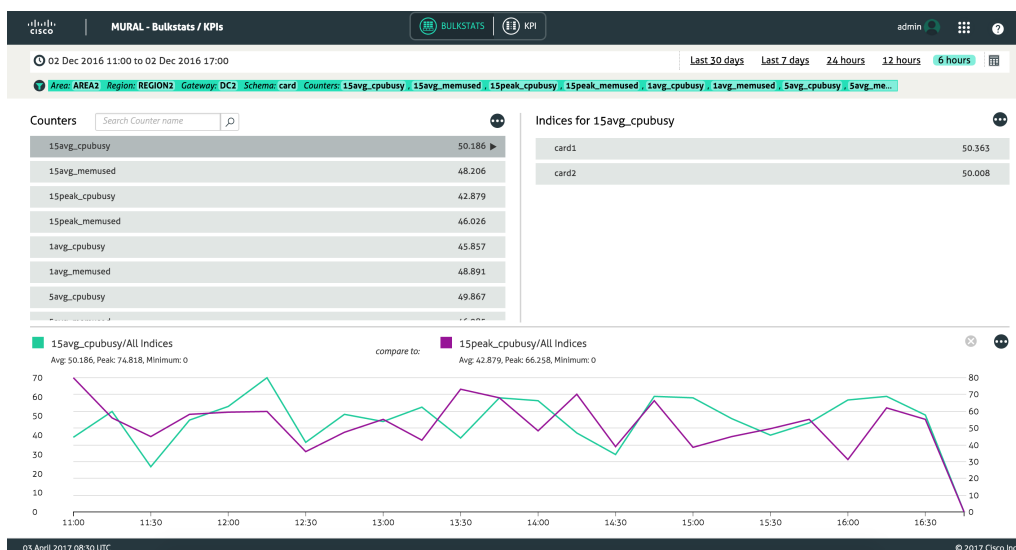 cisco
MURAL - Bulkstats / KPIs
BULKSTATS
KPI
admin
?
02 Dec 2016 11:00 to 02 Dec 2016 17:00
Last 30 days
Last 7 days
24 hours
12 hours
6 hours
Area: AREA2 Region: REGION2 Gateway: DC2 Schema: card Counters: 15avg_cpubusy , 15avg_memused , 15peak_cpubusy , 15peak_memused , 1avg_cpubusy , 1avg_memused , 5avg_cpubusy , 5avg_me...
Counters
Search Counter name
15avg_cpubusy 50.186
15avg_memused 48.206
15peak_cpubusy 42.879
15peak_memused 46.026
1avg_cpubusy 45.857
1avg_memused 48.891
5avg_cpubusy 49.867
Indices for 15avg_cpubusy
card1 50.363
card2 50.008
15avg_cpubusy/All Indices
Avg: 50.186, Peak: 74.818, Minimum: 0
compare to:
15peak_cpubusy/All Indices
Avg: 42.879, Peak: 66.258, Minimum: 0
70
60
50
40
30
20
10
0
80
70
60
50
40
30
20
10
0
11:00 11:30 12:00 12:30 13:00 13:30 14:00 14:30 15:00 15:30 16:00 16:30
03 April 2017 08:30 UTC
© 2017 Cisco Inc